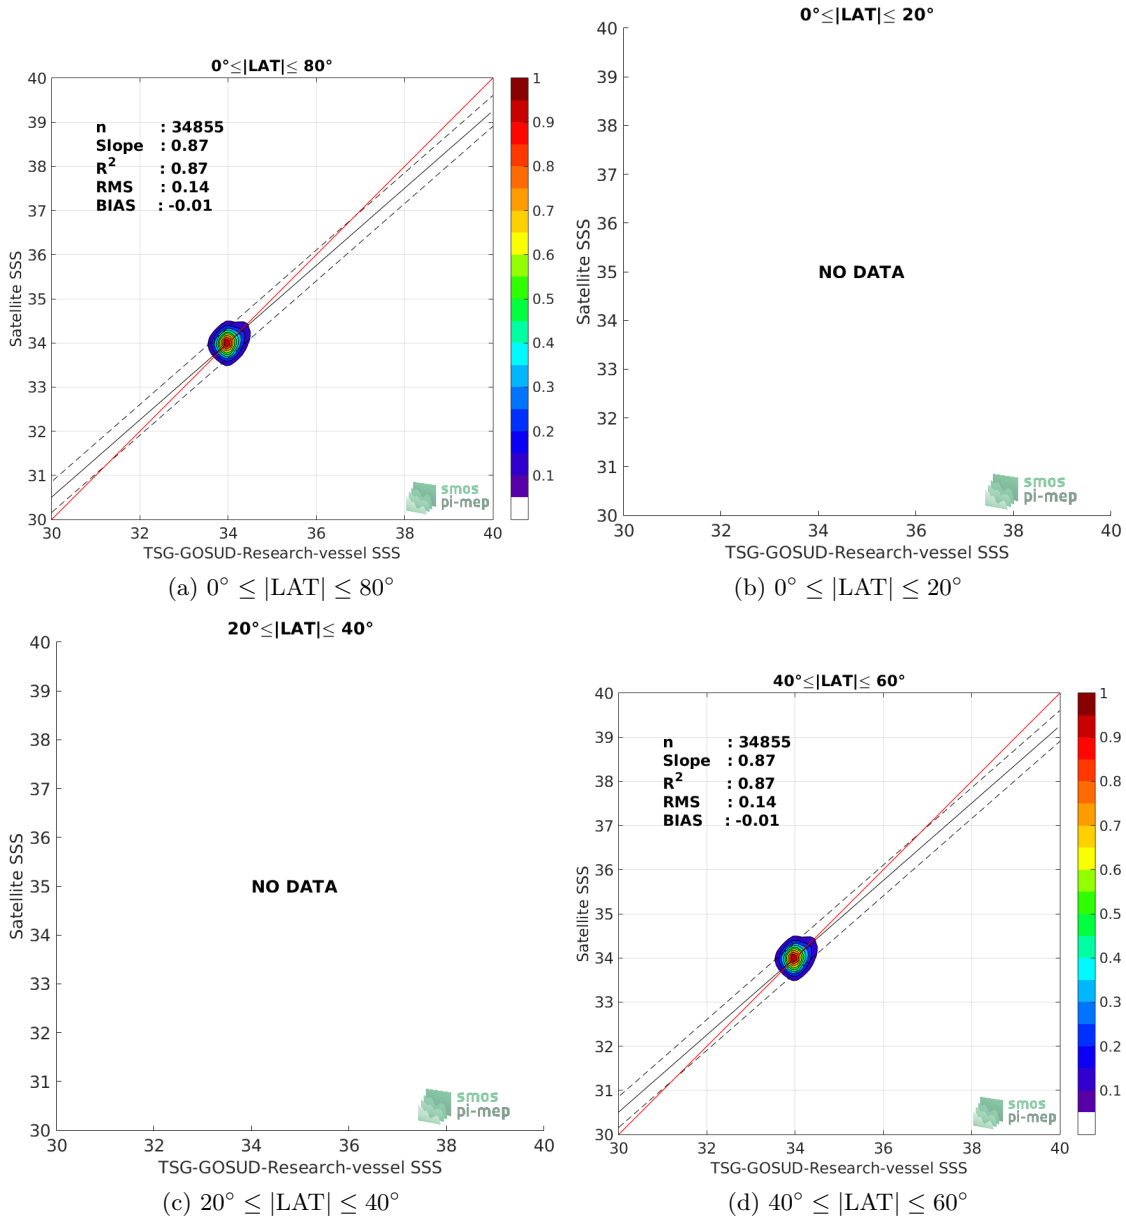 0°≤|LAT|≤ 80°
n : 34855
Slope : 0.87
R² : 0.87
RMS : 0.14
BIAS : -0.01
40
39
38
37
36
35
34
33
32
31
30
Satellite SSS
30 32 34 36 38 40
TSG-GOSUD-Research-vessel SSS
1
0.9
0.8
0.7
0.6
0.5
0.4
0.3
0.2
0.1
smos
pi-mep
(a) 0° ≤ |LAT| ≤ 80°
0°≤|LAT|≤ 20°
40
39
38
37
36
35
34
33
32
31
30
Satellite SSS
NO DATA
30 32 34 36 38 40
TSG-GOSUD-Research-vessel SSS
smos
pi-mep
(b) 0° ≤ |LAT| ≤ 20°
20°≤|LAT|≤ 40°
40
39
38
37
36
35
34
33
32
31
30
Satellite SSS
NO DATA
30 32 34 36 38 40
TSG-GOSUD-Research-vessel SSS
smos
pi-mep
(c) 20° ≤ |LAT| ≤ 40°
40°≤|LAT|≤ 60°
n : 34855
Slope : 0.87
R² : 0.87
RMS : 0.14
BIAS : -0.01
40
39
38
37
36
35
34
33
32
31
30
Satellite SSS
30 32 34 36 38 40
TSG-GOSUD-Research-vessel SSS
1
0.9
0.8
0.7
0.6
0.5
0.4
0.3
0.2
0.1
smos
pi-mep
(d) 40° ≤ |LAT| ≤ 60°